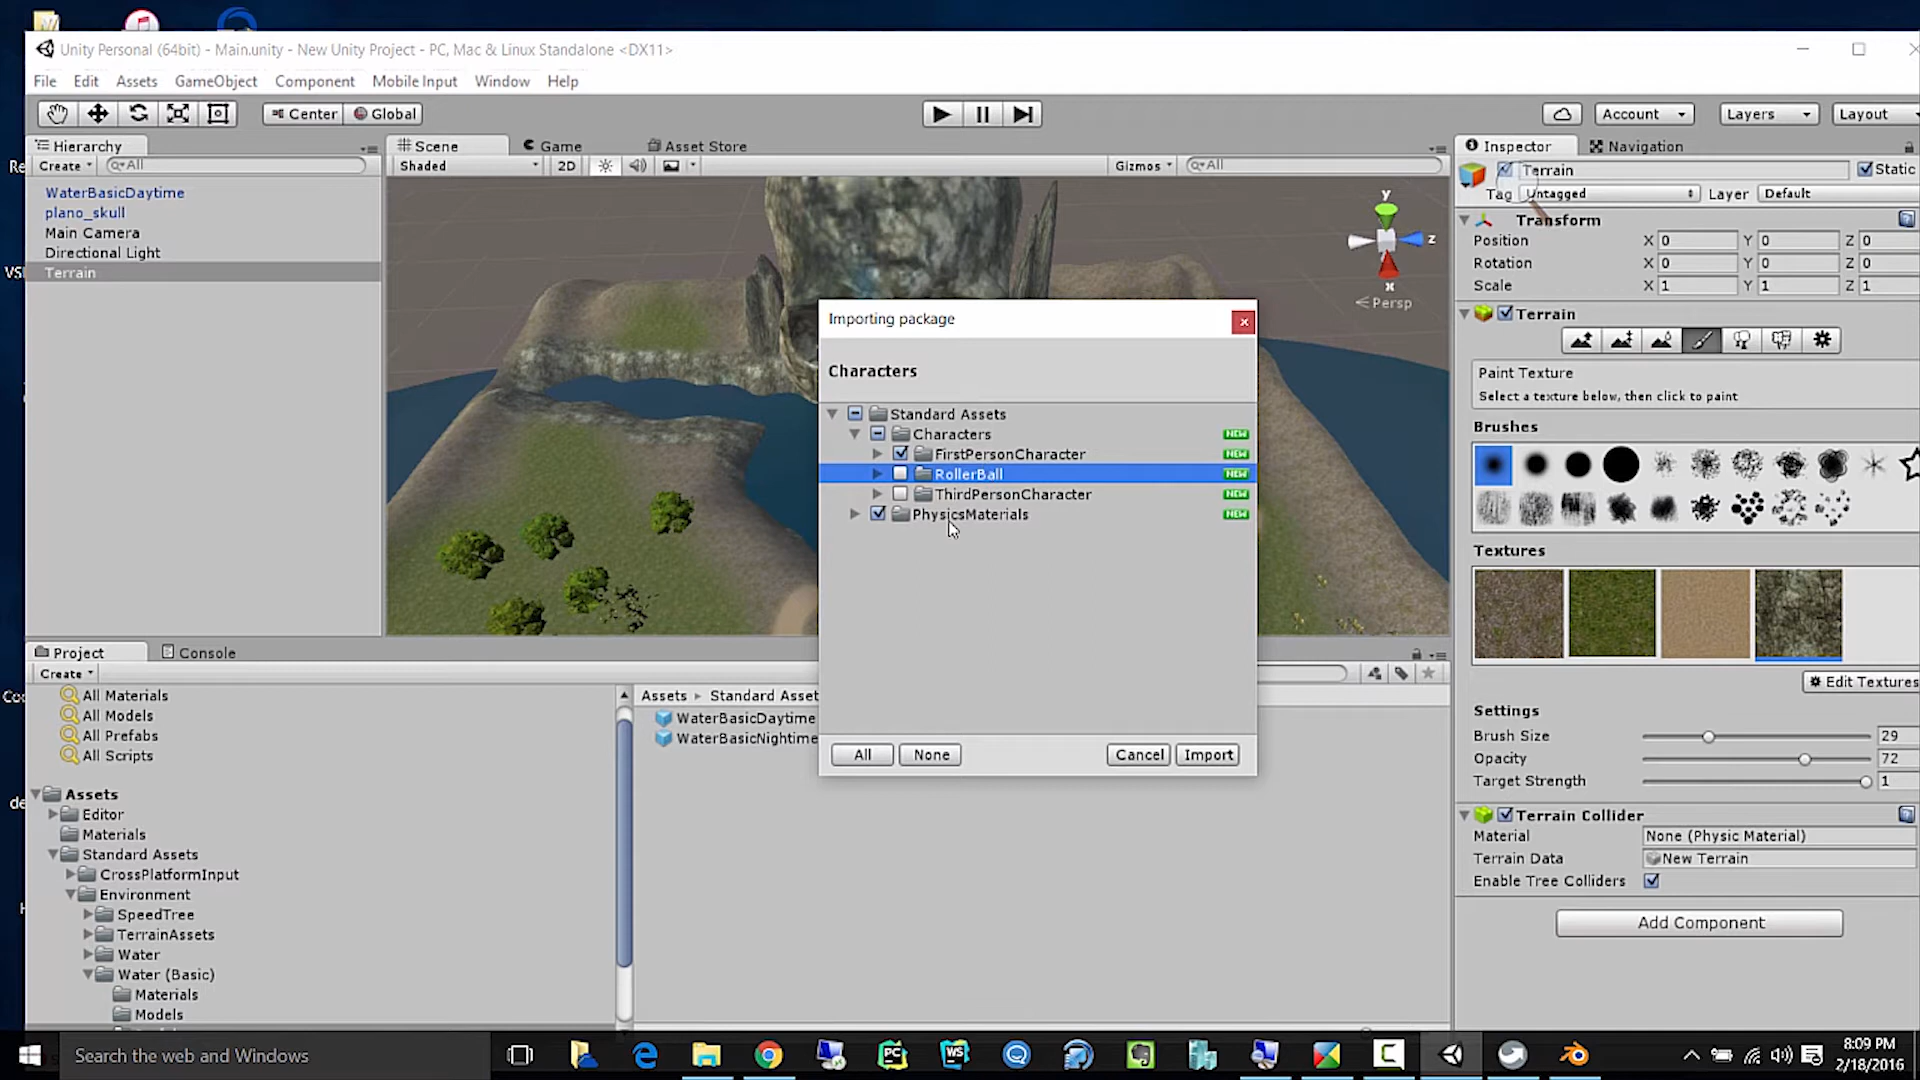 Unity Personal (64bit) - Main.unity - New Unity Project - PC, Mac & Linux Standalone <DX11>
File Edit Assets GameObject Component Mobile Input Window Help
Center Global Account Layers Layout
Hierarchy
Create All
WaterBasicDaytime
plano_skull
Main Camera
Directional Light
Terrain
Scene Game Asset Store
Shaded 2D Gizmos All
y
z
x
Persp
Importing package
Characters
Standard Assets
Characters NEW
FirstPersonCharacter NEW
RollerBall NEW
ThirdPersonCharacter NEW
PhysicsMaterials NEW
All None Cancel Import
Inspector Navigation
Terrain Static
Tag Untagged Layer Default
Transform
Position X 0 Y 0 Z 0
Rotation X 0 Y 0 Z 0
Scale X 1 Y 1 Z 1
Terrain
Paint Texture
Select a texture below, then click to paint
Brushes
Textures
Edit Textures
Settings
Brush Size 29
Opacity 72
Target Strength 1
Terrain Collider
Material None (Physic Material)
Terrain Data New Terrain
Enable Tree Colliders
Add Component
Project Console
Create
All Materials
All Models
All Prefabs
All Scripts
Assets
Editor
Materials
Standard Assets
CrossPlatformInput
Environment
SpeedTree
TerrainAssets
Water
Water (Basic)
Materials
Models
Assets Standard Asset
WaterBasicDaytime
WaterBasicNightime
Search the web and Windows
PC
WS
C
8:09 PM
2/18/2016